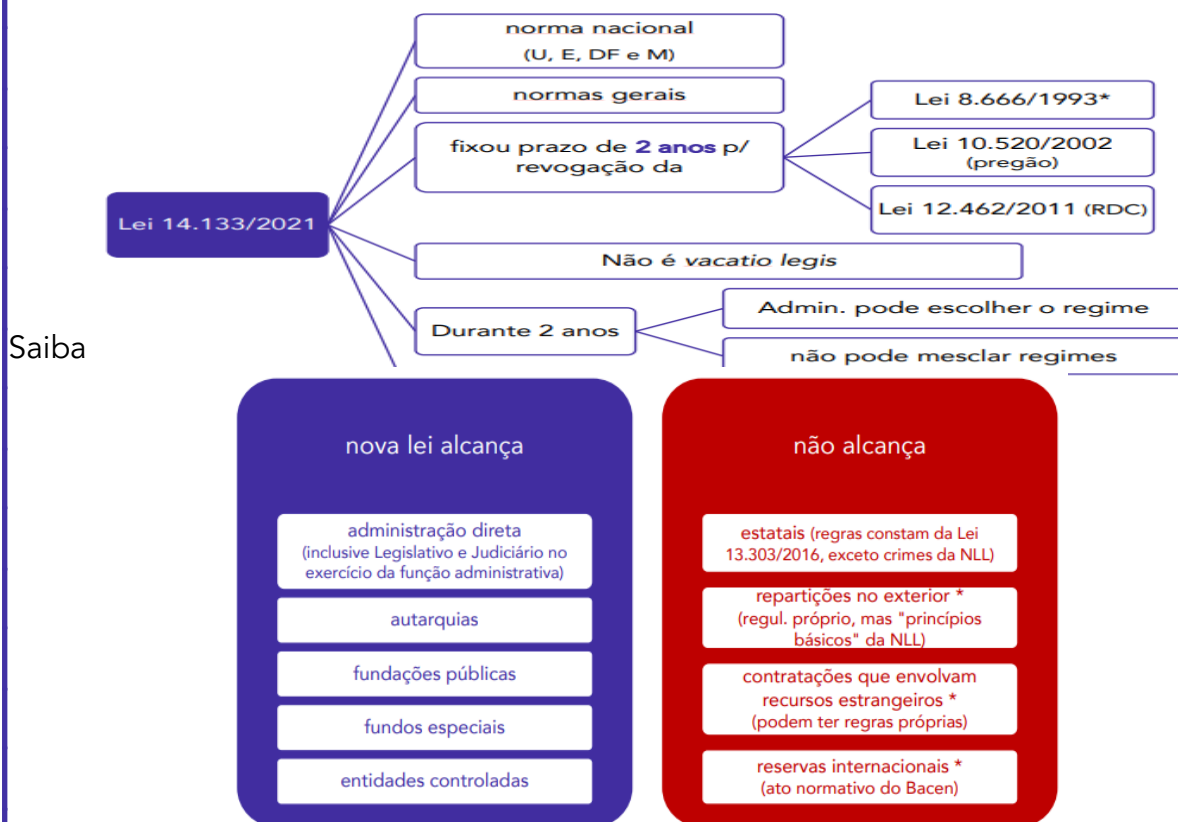 norma nacional
(U, E, DF e M)
normas gerais
fixou prazo de 2 anos p/
revogação da
Lei 8.666/1993*
Lei 10.520/2002
(pregão)
Lei 12.462/2011 (RDC)
Lei 14.133/2021
Não é vacatio legis
Durante 2 anos
Admin. pode escolher o regime
não pode mesclar regimes
Saiba
nova lei alcança
administração direta
(inclusive Legislativo e Judiciário no
exercício da função administrativa)
autarquias
fundações públicas
fundos especiais
entidades controladas
não alcança
estatais (regras constam da Lei
13.303/2016, exceto crimes da NLL)
repartições no exterior *
(regul. próprio, mas "princípios
básicos" da NLL)
contratações que envolvam
recursos estrangeiros *
(podem ter regras próprias)
reservas internacionais *
(ato normativo do Bacen)